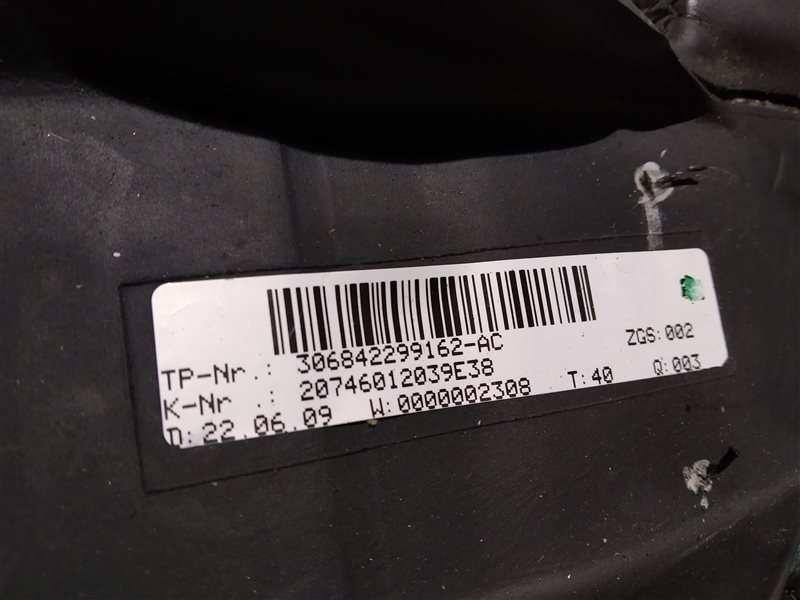 TP-Nr.: 306842299162-AC ZGS:002
K-Nr .: 20746012039E38 Q:003
D:22.06.09 W:0000002308 T:40